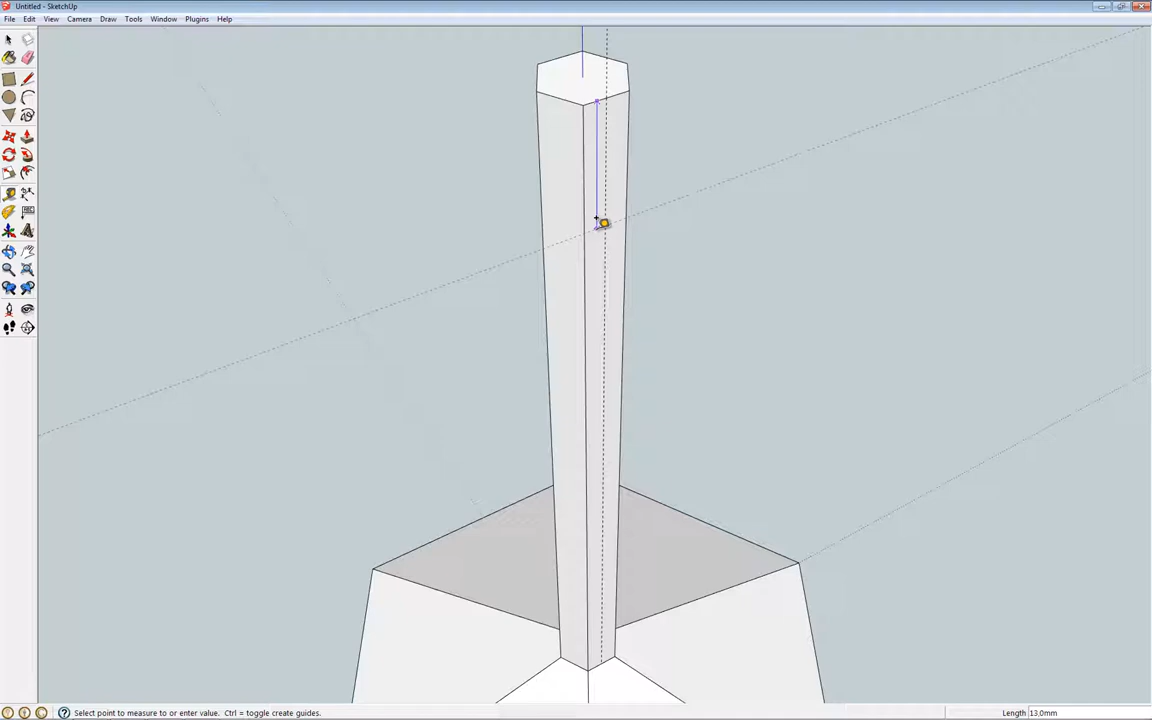 Untitled - SketchUp
File Edit View Camera Draw Tools Window Plugins Help
Select point to measure to or enter value. Ctrl = toggle create guides.
Length 13,0mm